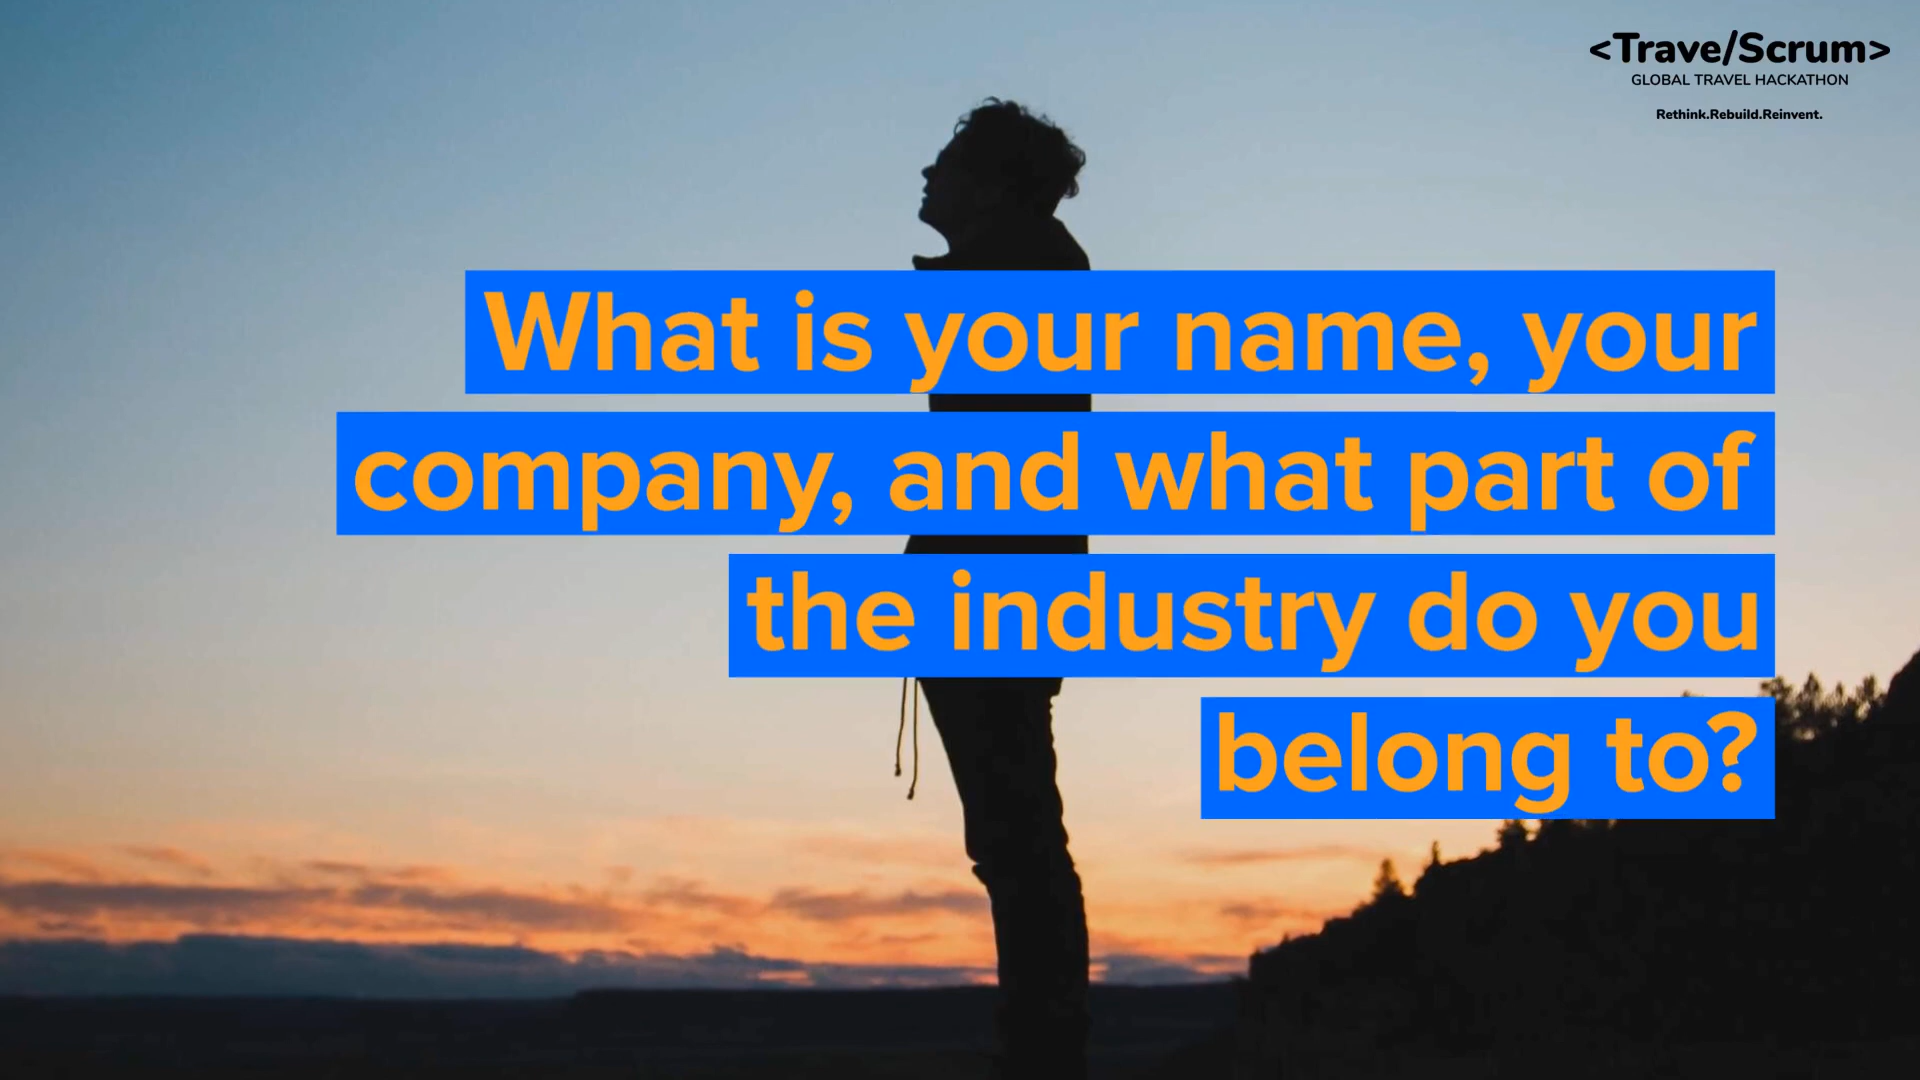 <Trave/Scrum>
GLOBAL TRAVEL HACKATHON
Rethink.Rebuild.Reinvent.
What is your name, your
company, and what part of
the industry do you
belong to?